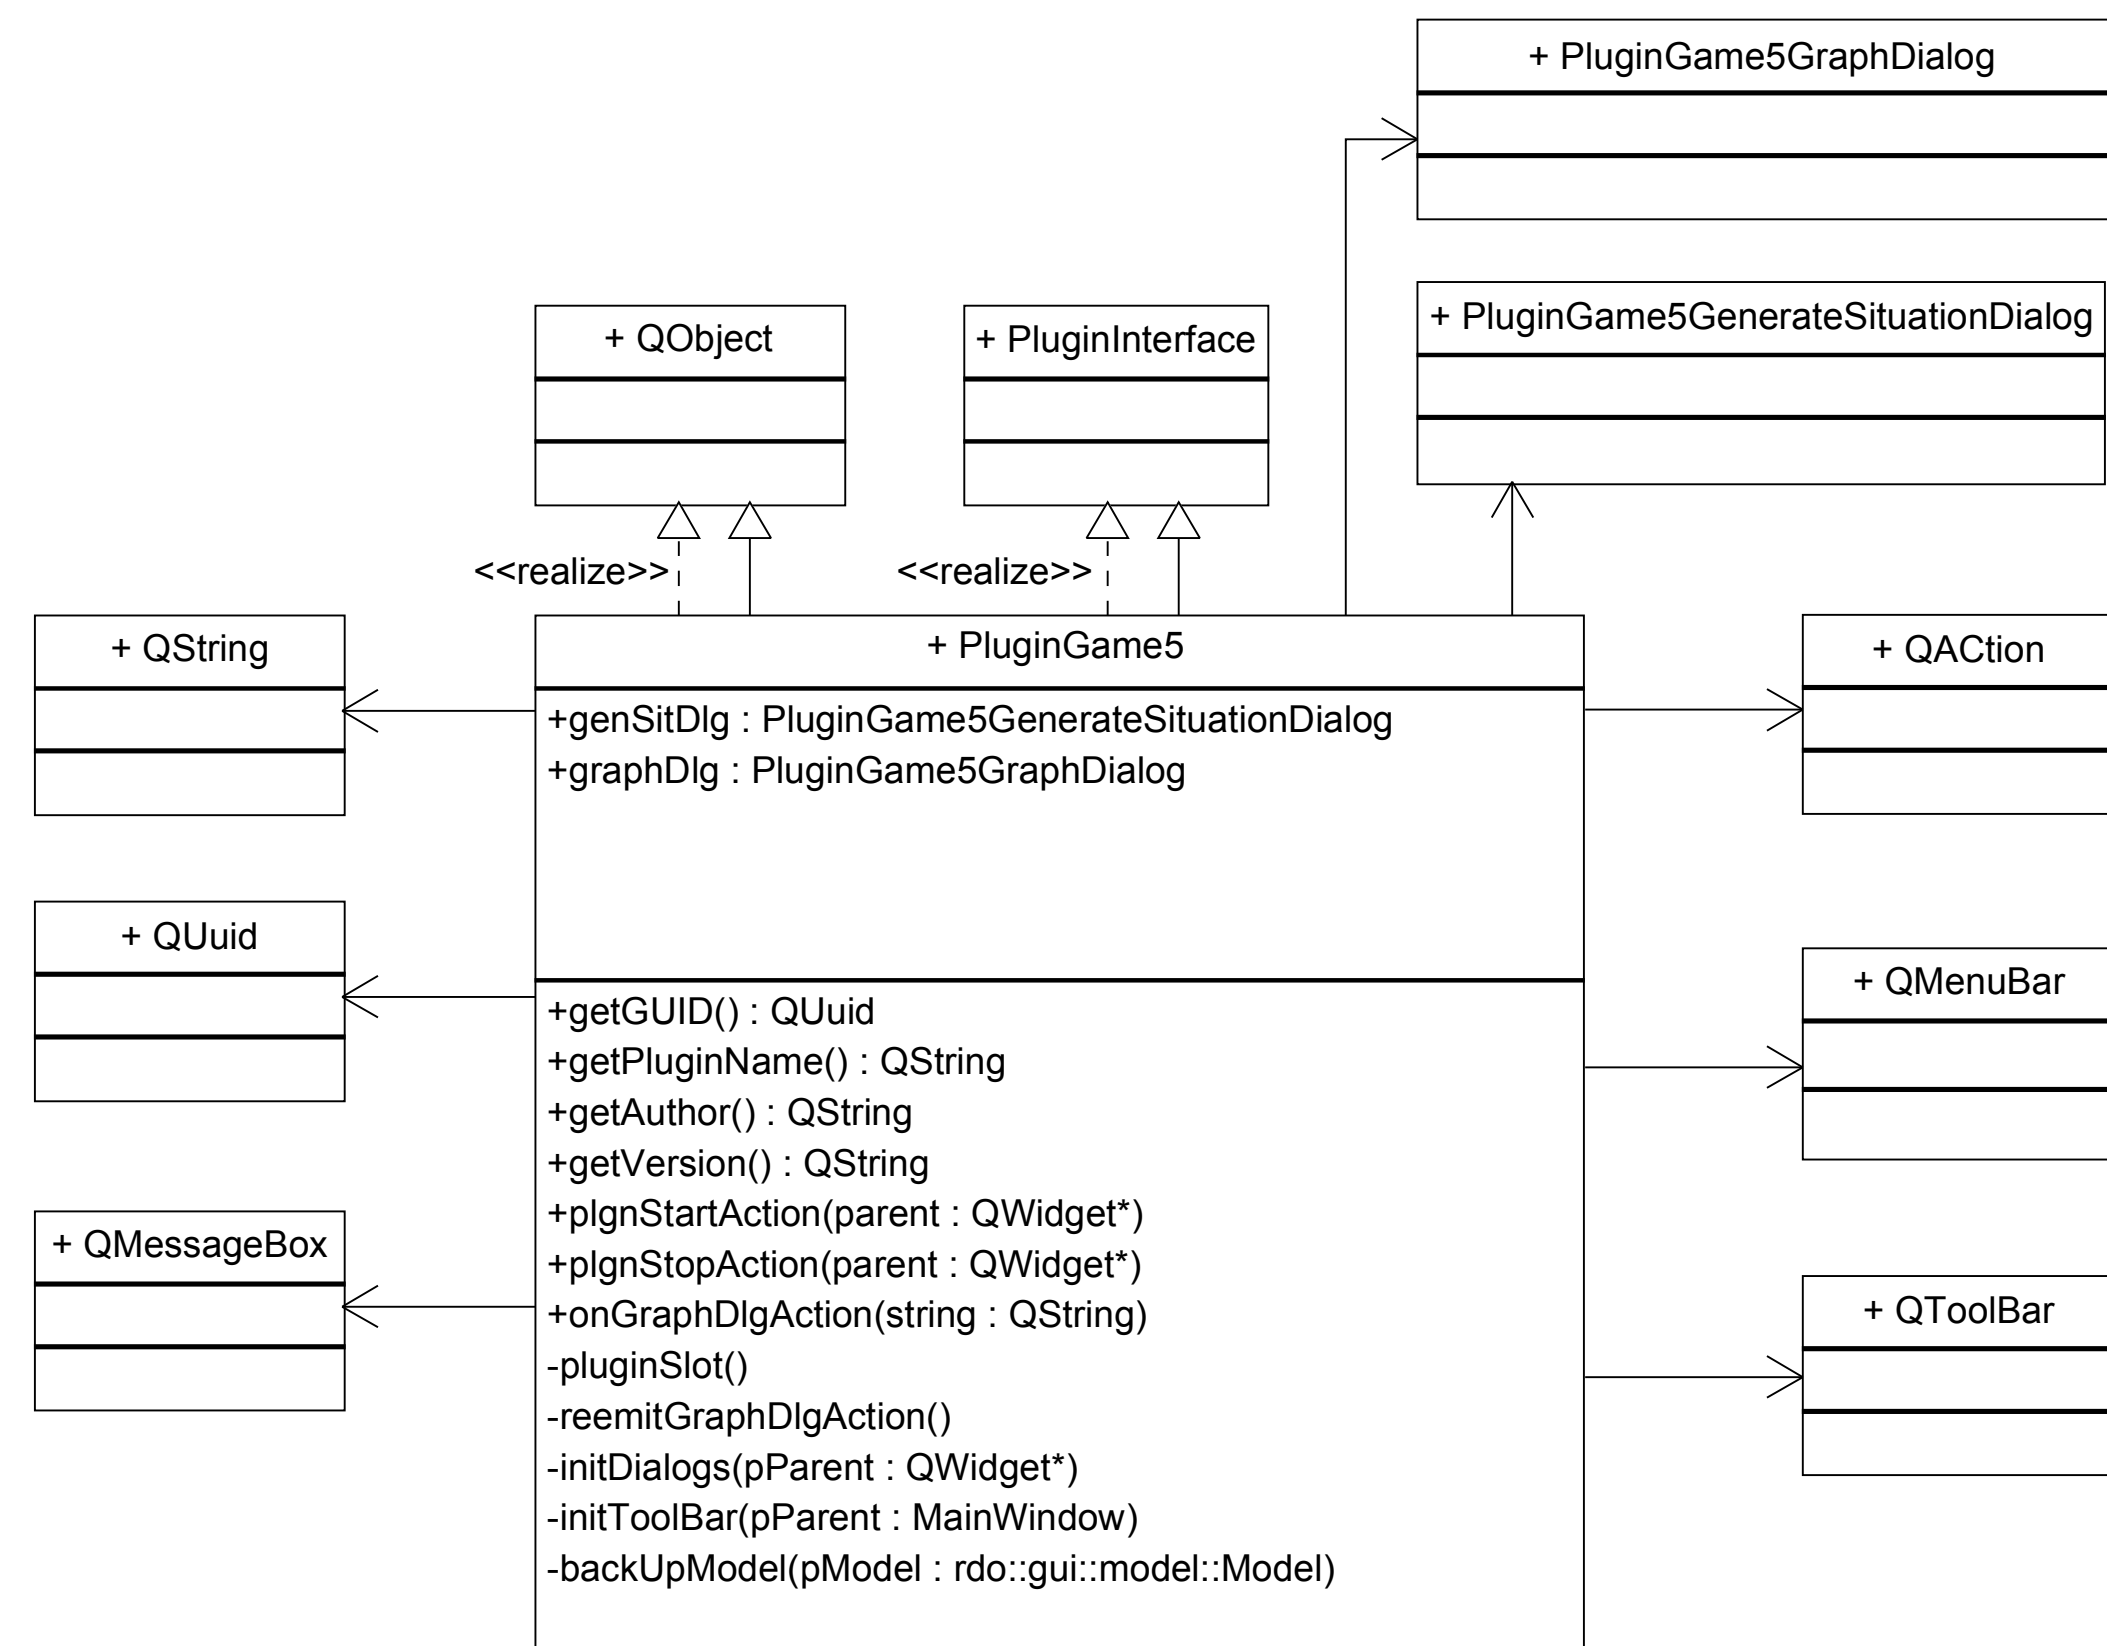 + PluginGame5GraphDialog
+ PluginGame5GenerateSituationDialog
+ QObject
+ PluginInterface
<<realize>>
<<realize>>
+ QString
+ PluginGame5
+ QACtion
+genSitDlg : PluginGame5GenerateSituationDialog
+graphDlg : PluginGame5GraphDialog
+ QUuid
+ QMenuBar
+getGUID() : QUuid
+getPluginName() : QString
+getAuthor() : QString
+getVersion() : QString
+plgnStartAction(parent : QWidget*)
+ QMessageBox
+plgnStopAction(parent : QWidget*)
+onGraphDlgAction(string : QString)
+ QToolBar
-pluginSlot()
-reemitGraphDlgAction()
-initDialogs(pParent : QWidget*)
-initToolBar(pParent : MainWindow)
-backUpModel(pModel : rdo::gui::model::Model)